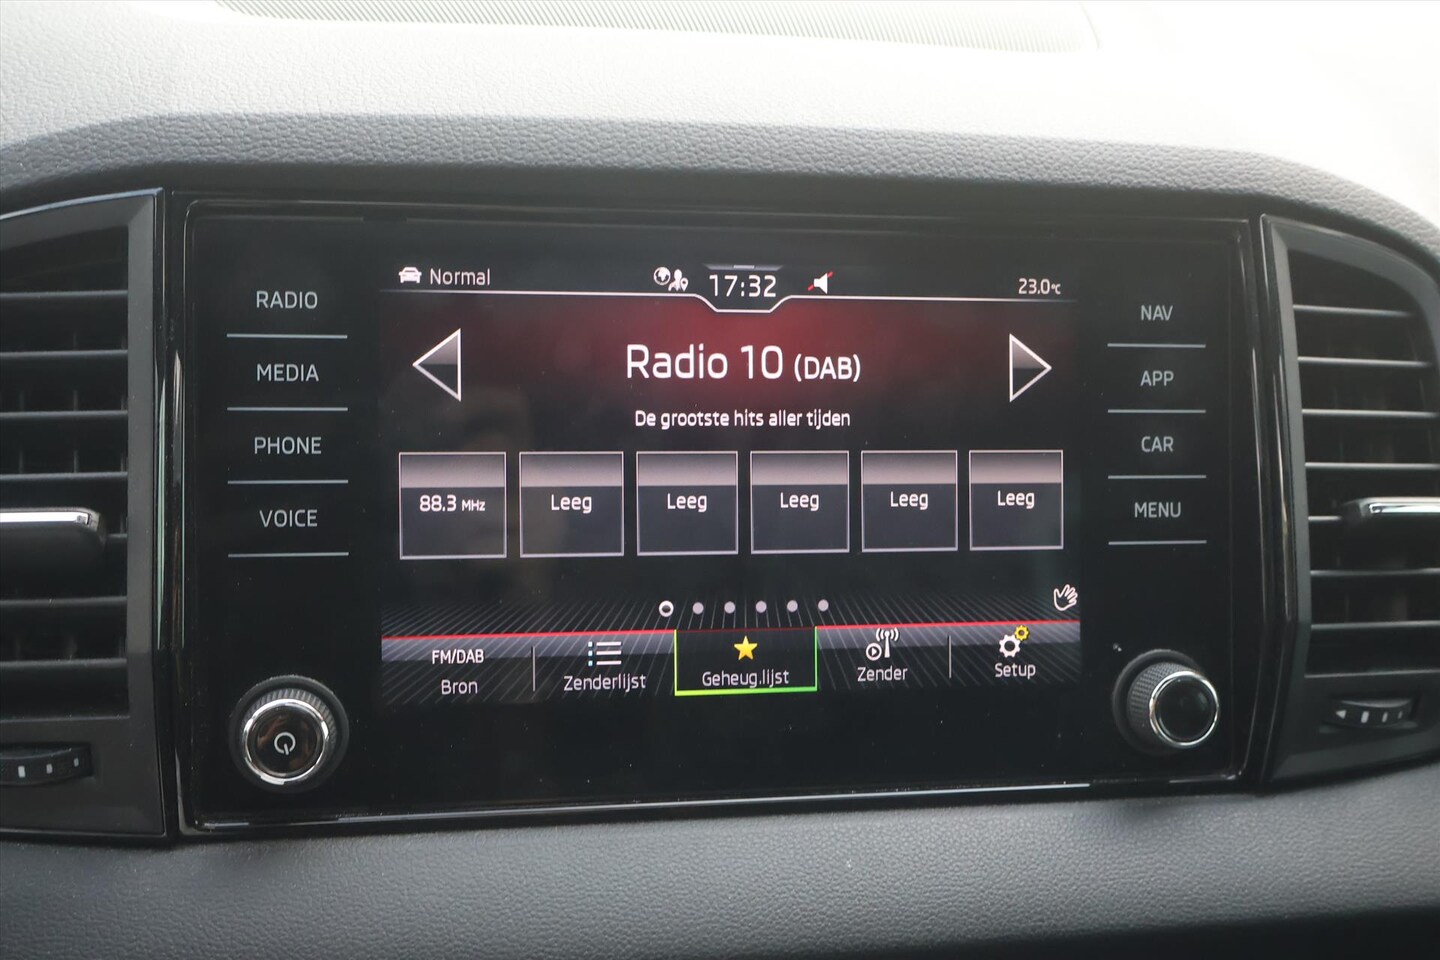 Normal
17:32
23.0°C
RADIO
MEDIA
PHONE
VOICE
NAV
APP
CAR
MENU
Radio 10 (DAB)
De grootste hits aller tijden
88.3 MHz
Leeg
Leeg
Leeg
Leeg
Leeg
FM/DAB
Bron
Zenderlijst
Geheug.lijst
Zender
Setup